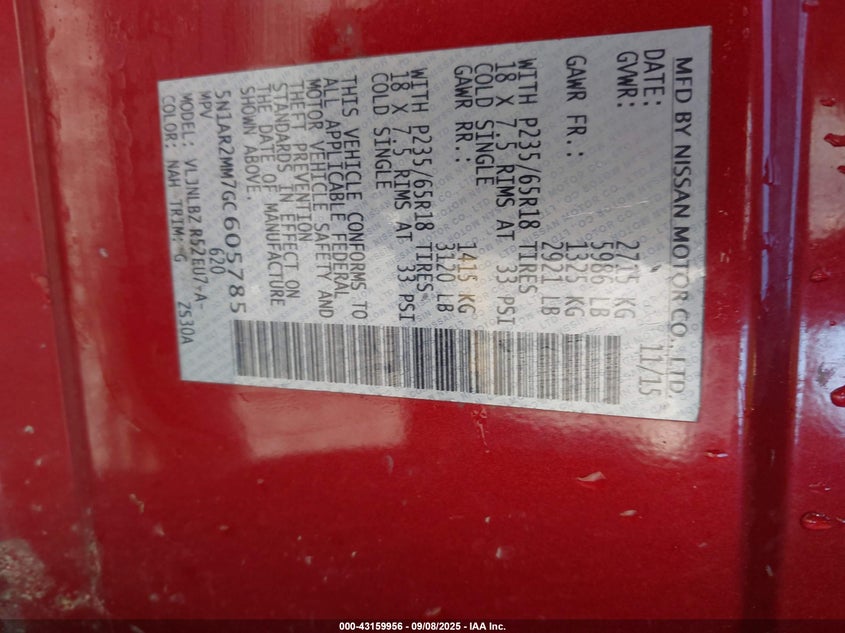 MFD BY NISSAN MOTOR CO., LTD.
DATE: 11/15
GVWR: 2715 KG
5986 LB
GAWR FR.: 1325 KG
2921 LB
WITH P235/65R18 TIRES
18 X 7.5 RIMS AT 33 PSI
COLD SINGLE
GAWR RR.: 1415 KG
3120 LB
WITH P235/65R18 TIRES
18 X 7.5 RIMS AT 33 PSI
COLD SINGLE
THIS VEHICLE CONFORMS TO
ALL APPLICABLE FEDERAL
MOTOR VEHICLE SAFETY AND
THEFT PREVENTION
STANDARDS IN EFFECT ON
THE DATE OF MANUFACTURE
SHOWN ABOVE.
5N1AR2MM7GC605785
MPV 620
MODEL: VLJNLBZ R52EU7-A-
COLOR: NAH TRIM: G 2S30A
000-43159956 - 09/08/2025 - IAA Inc.